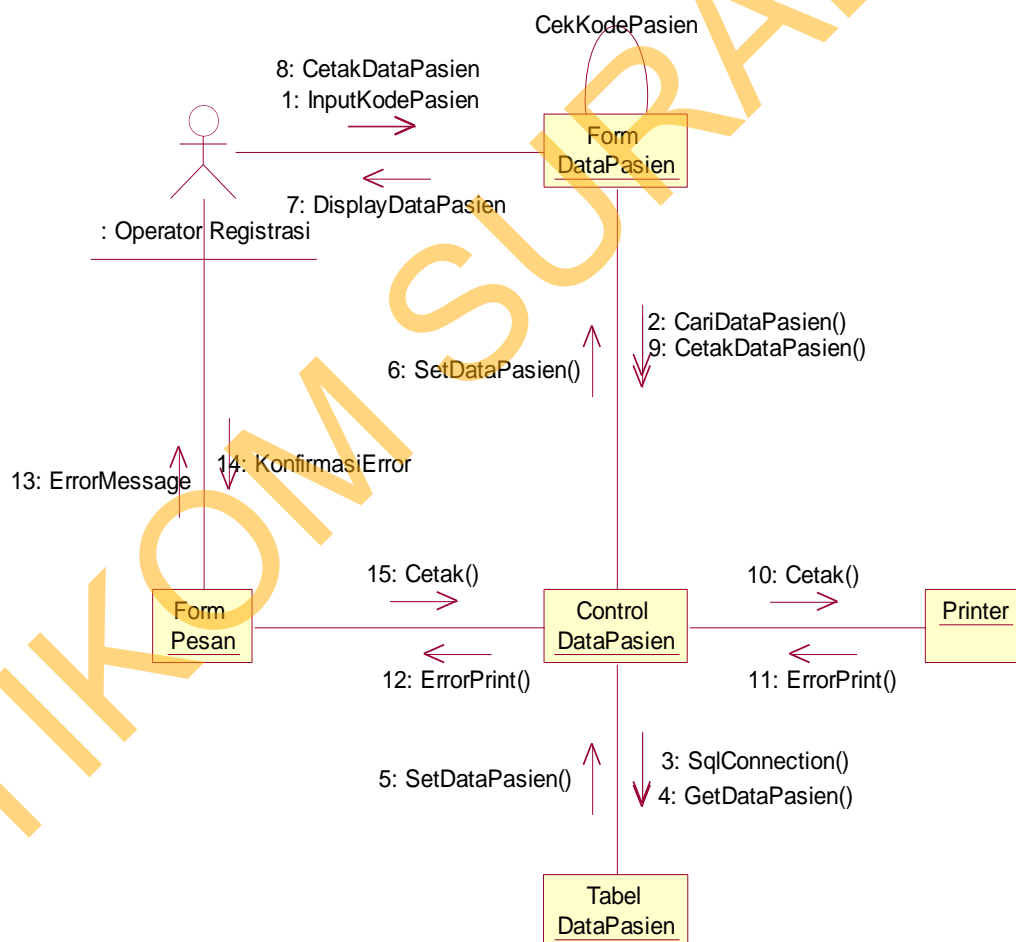 CekKodePasien
8: CetakDataPasien
1: InputKodePasien
Form
DataPasien
7: DisplayDataPasien
: Operator Registrasi
2: CariDataPasien()
9: CetakDataPasien()
6: SetDataPasien()
14: KonfirmasiError
13: ErrorMessage
15: Cetak()
10: Cetak()
Form
Pesan
Control
DataPasien
Printer
12: ErrorPrint()
11: ErrorPrint()
3: SqlConnection()
5: SetDataPasien()
4: GetDataPasien()
Tabel
DataPasien
IKOM SURA